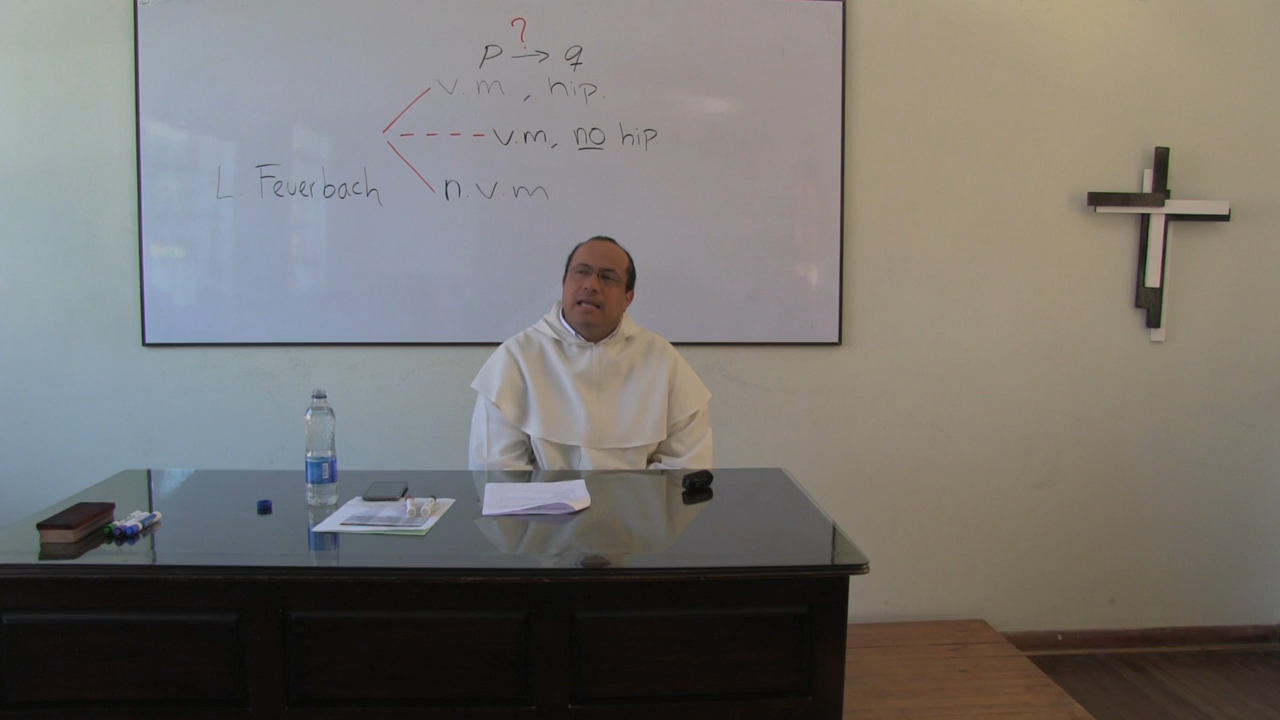 ?
p → q
v.m, hip.
v.m, no hip
L. Feuerbach n.v.m